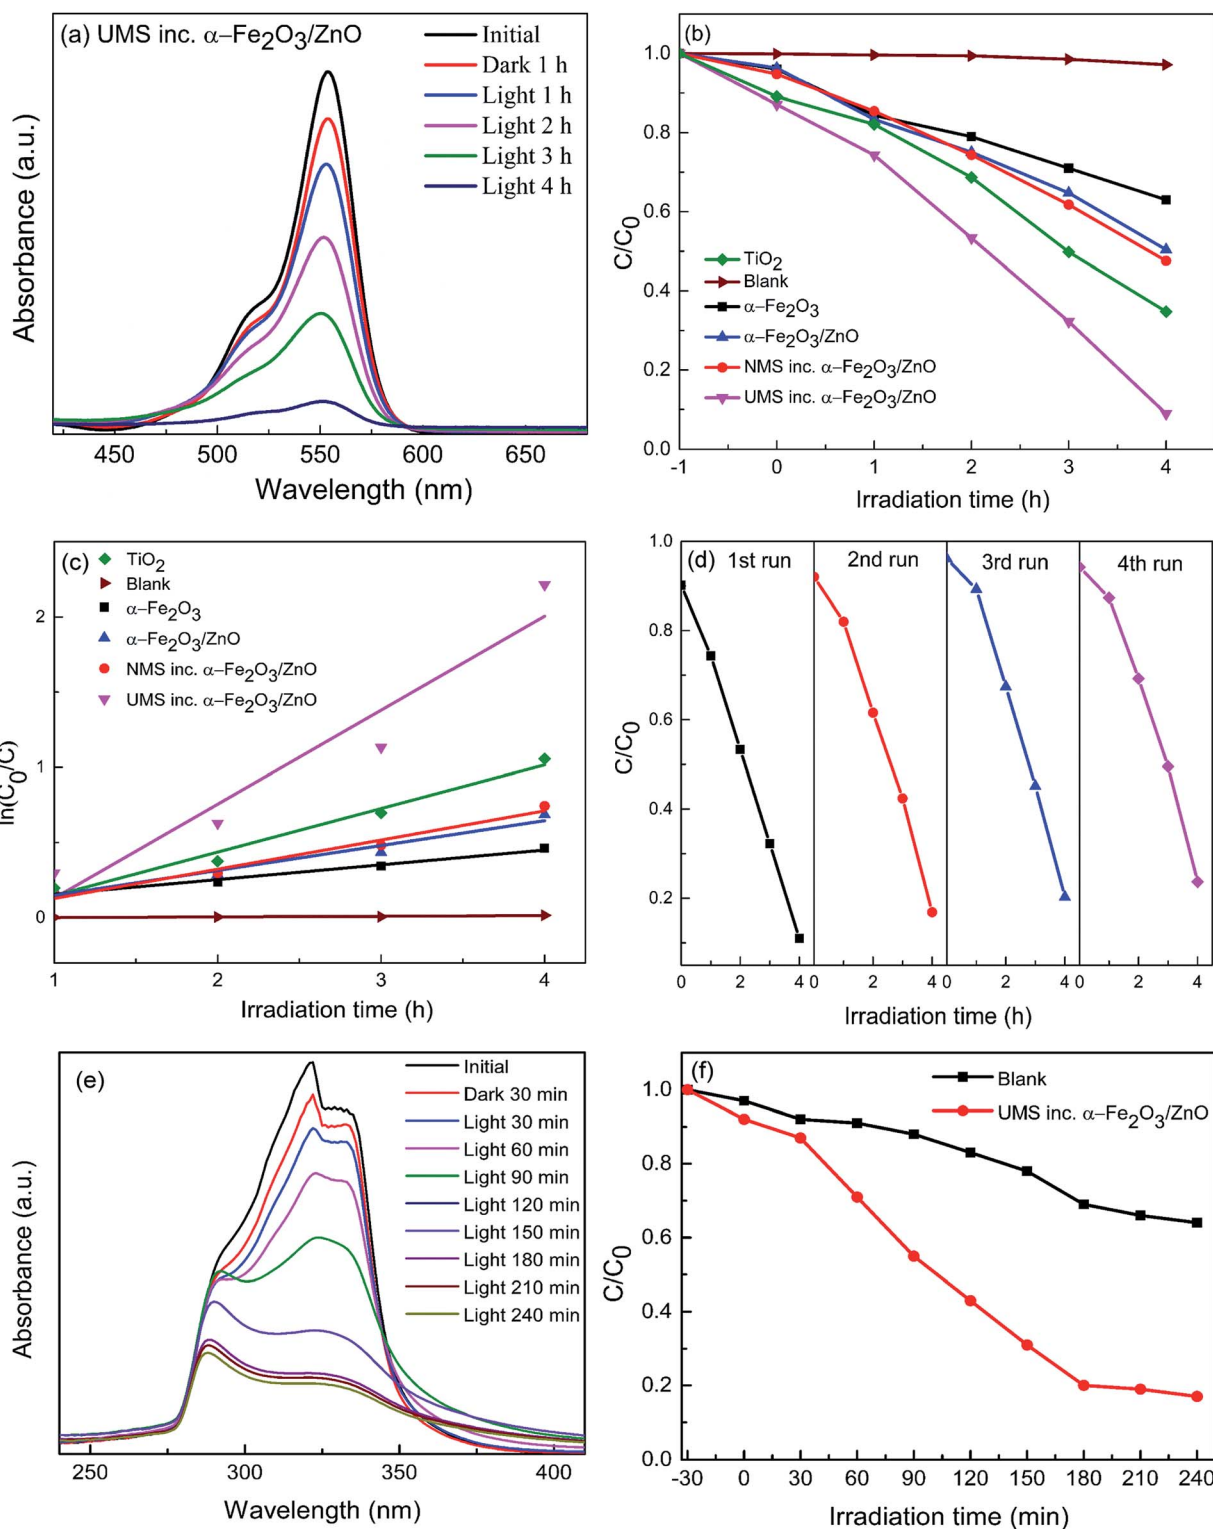 (a) UMS inc. α–Fe2O3/ZnO
Initial
Dark 1 h
Light 1 h
Light 2 h
Light 3 h
Light 4 h
Absorbance (a.u.)
450 500 550 600 650
Wavelength (nm)
(b)
1.0
0.8
0.6
0.4
0.2
0.0
C/C0
TiO2
Blank
α–Fe2O3
α–Fe2O3/ZnO
NMS inc. α–Fe2O3/ZnO
UMS inc. α–Fe2O3/ZnO
-1 0 1 2 3 4
Irradiation time (h)
(c)
TiO2
Blank
α–Fe2O3
α–Fe2O3/ZnO
NMS inc. α–Fe2O3/ZnO
UMS inc. α–Fe2O3/ZnO
2
1
0
ln(C0/C)
1 2 3 4
Irradiation time (h)
(d)
1st run 2nd run 3rd run 4th run
1.0
0.8
0.6
0.4
0.2
C/C0
0 2 4 0 2 4 0 2 4 0 2 4
Irradiation time (h)
(e)
Initial
Dark 30 min
Light 30 min
Light 60 min
Light 90 min
Light 120 min
Light 150 min
Light 180 min
Light 210 min
Light 240 min
Absorbance (a.u.)
250 300 350 400
Wavelength (nm)
(f)
Blank
UMS inc. α–Fe2O3/ZnO
1.0
0.8
0.6
0.4
0.2
0.0
C/C0
-30 0 30 60 90 120 150 180 210 240
Irradiation time (min)